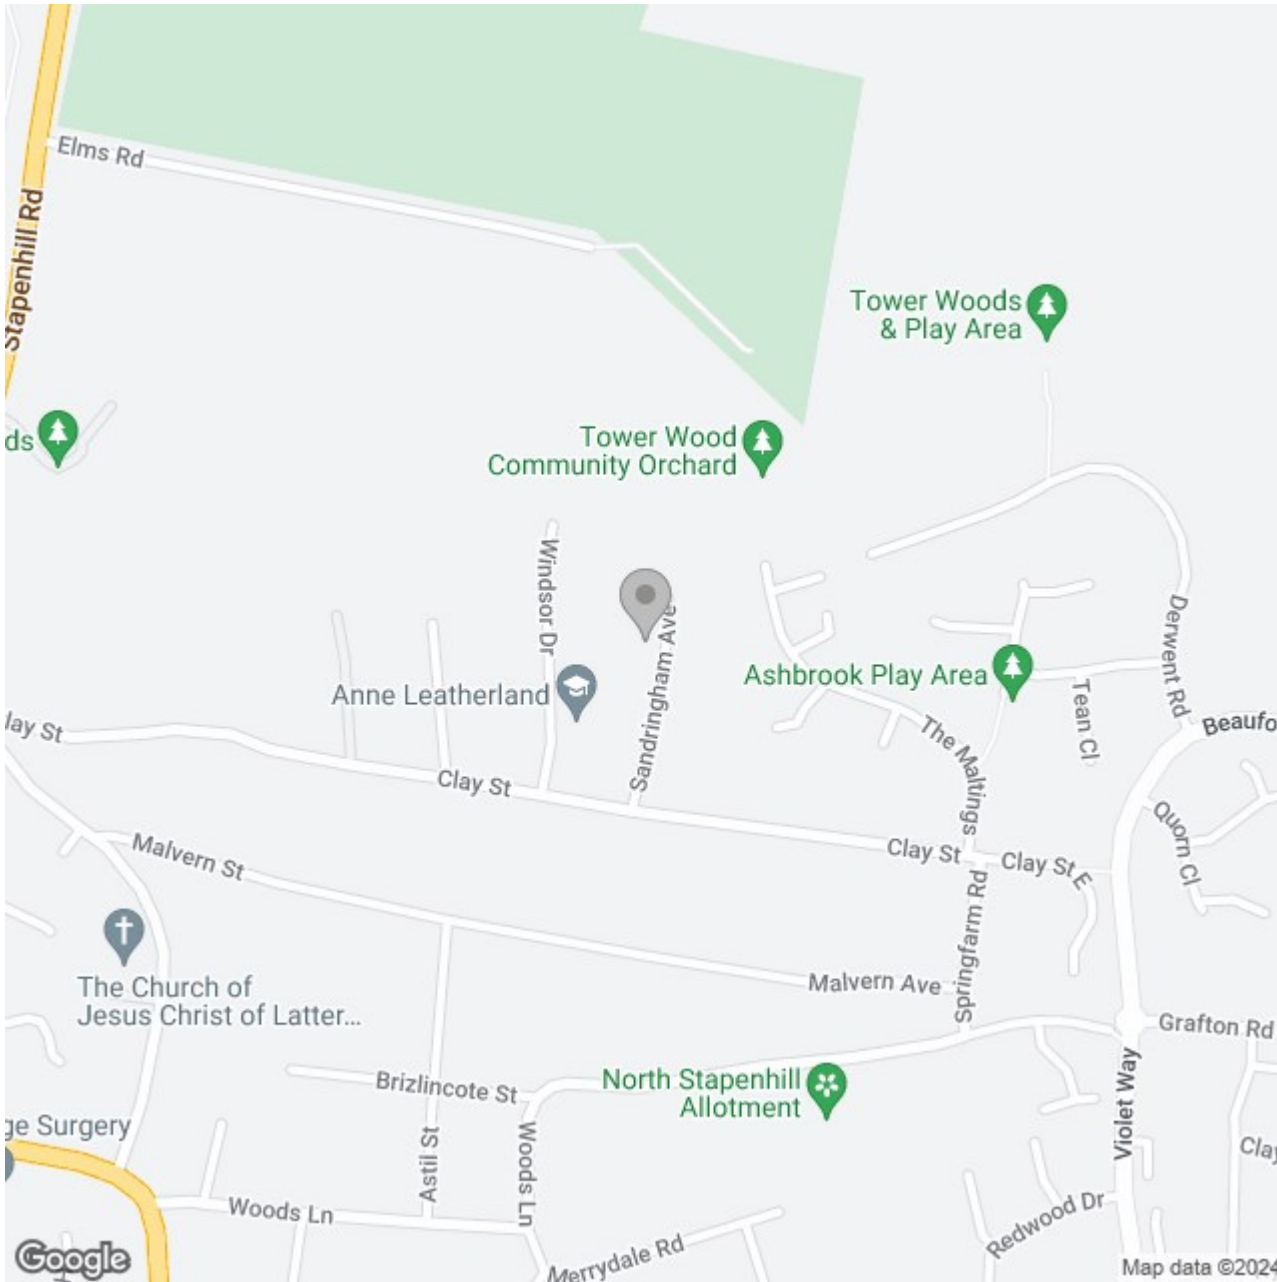 Elms Rd
Stapenhill Rd
Tower Woods
& Play Area
ds
Tower Wood
Community Orchard
Windsor Dr
Sandringham Ave
Derwent Rd
Ashbrook Play Area
Anne Leatherland
Tean Cl
lay St
Beaufo
The Maltings
Clay St
Quorn Cl
Malvern St
Clay St
Clay St E
Springfarm Rd
Malvern Ave
The Church of
Jesus Christ of Latter...
Grafton Rd
Brizlincote St
North Stapenhill
Allotment
Violet Way
ge Surgery
Astil St
Woods Ln
Clay
Woods Ln
Redwood Dr
Merrydale Rd
Google
Map data ©2024